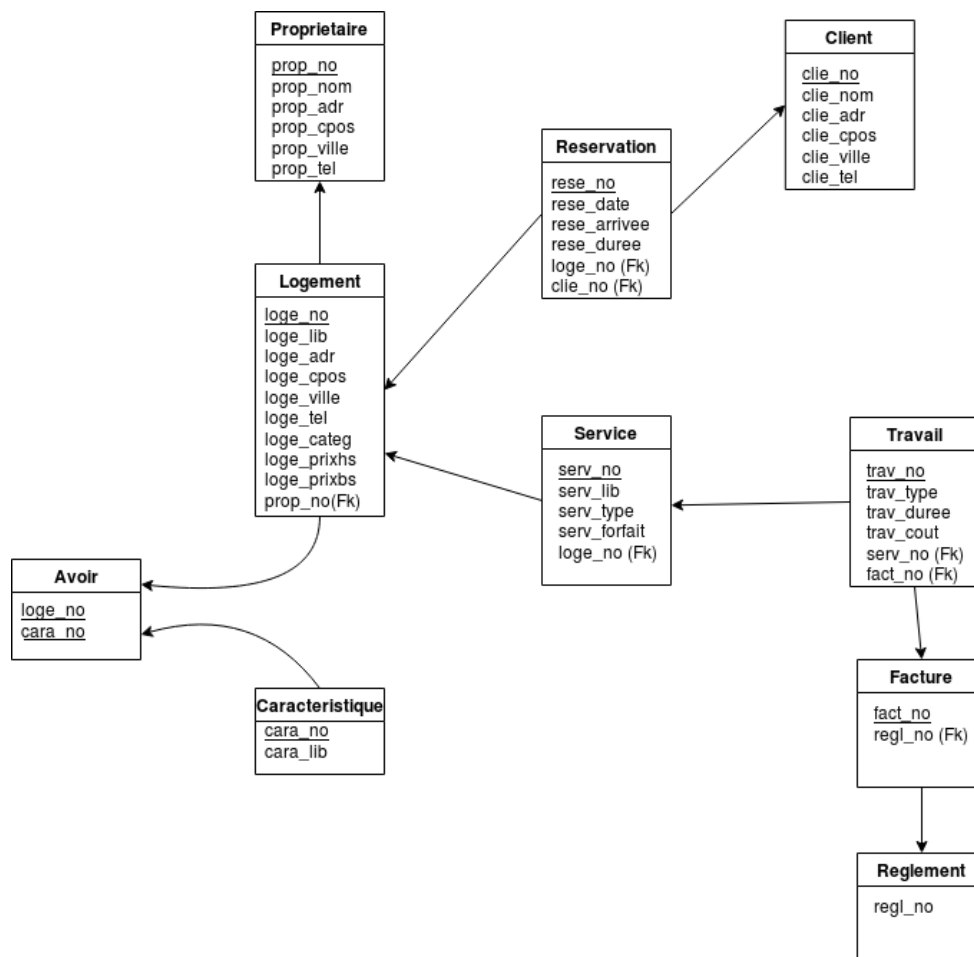 Proprietaire
prop_no
prop_nom
prop_adr
prop_cpos
prop_ville
prop_tel
Client
clie_no
clie_nom
clie_adr
clie_cpos
clie_ville
clie_tel
Reservation
rese_no
rese_date
rese_arrivee
rese_duree
loge_no (Fk)
clie_no (Fk)
Logement
loge_no
loge_lib
loge_adr
loge_cpos
loge_ville
loge_tel
loge_categ
loge_prixhs
loge_prixbs
prop_no(Fk)
Service
serv_no
serv_lib
serv_type
serv_forfait
loge_no (Fk)
Travail
trav_no
trav_type
trav_duree
trav_cout
serv_no (Fk)
fact_no (Fk)
Avoir
loge_no
cara_no
Caracteristique
cara_no
cara_lib
Facture
fact_no
regl_no (Fk)
Reglement
regl_no